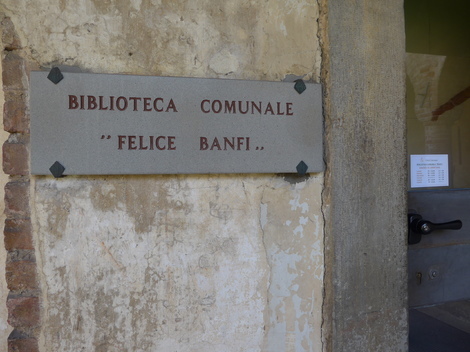 BIBLIOTECA COMUNALE
"FELICE BANFI„